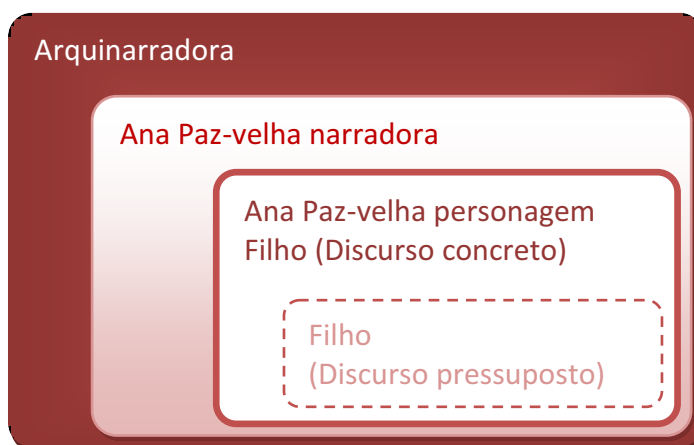 Arquinarradora
Ana Paz-velha narradora
Ana Paz-velha personagem
Filho (Discurso concreto)
Filho
(Discurso pressuposto)